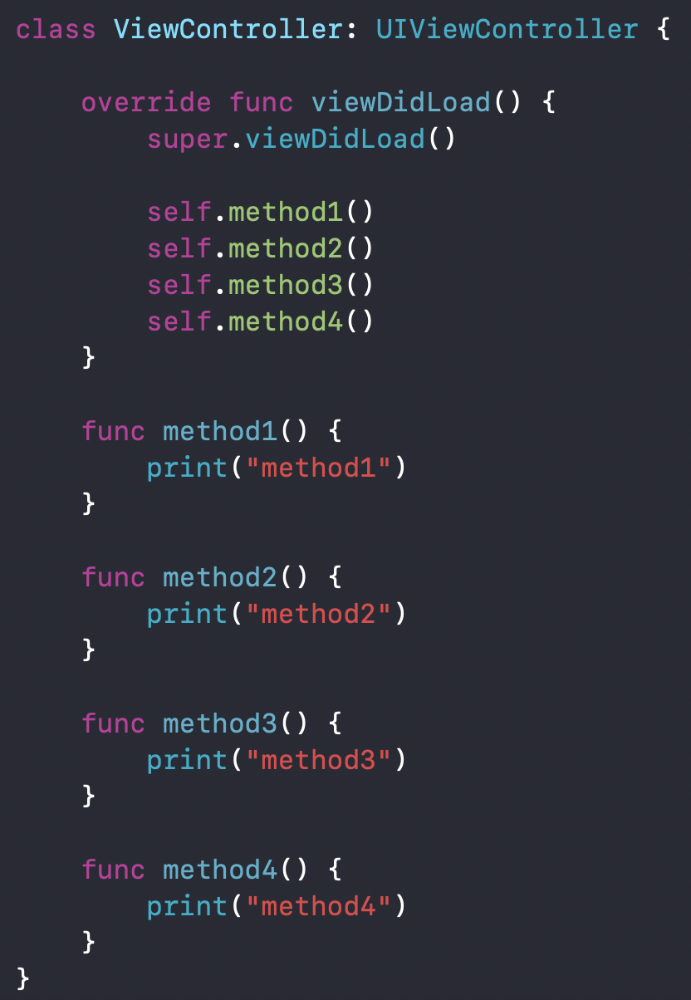 class ViewController: UIViewController {
override func viewDidLoad() {
super.viewDidLoad()
self.method1()
self.method2()
self.method3()
self.method4()
}
func method1() {
print("method1")
}
func method2() {
print("method2")
}
func method3() {
print("method3")
}
func method4() {
print("method4")
}
}